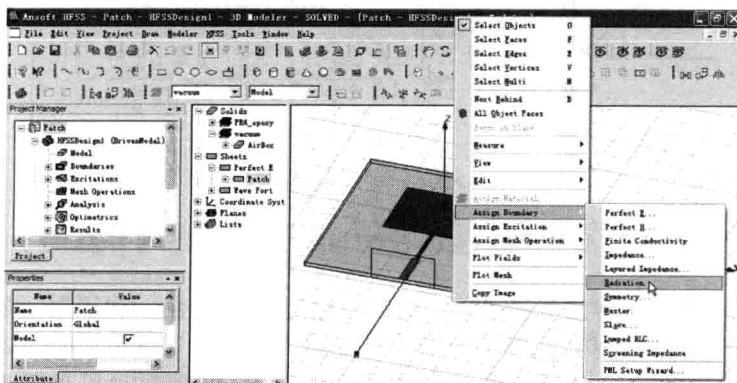 Ansoft HFSS - Patch - HFSSDesign1 - 3D Modeler - SOLVED - [Patch - HFSSDesi
File Edit View Project Draw Modeler HFSS Tools Window Help
vacuum
Model
Project Manager
Patch
HFSSDesign1 (DrivenModal)
Model
Boundaries
Excitations
Mesh Operations
Analysis
Optimetrics
Results
Project
Properties
Name Value
Name Patch
Orientation Global
Model
Attribute
Solids
FR4_epoxy
vacuum
AirBox
Sheets
Perfect E
Patch
Wave Port
Coordinate Syst
Planes
Lists
Z
Select Objects O
Select Faces F
Select Edges E
Select Vertices V
Select Multi M
Next Behind B
All Object Faces
Measure
View
Edit
Assign Material
Assign Boundary
Assign Excitation
Assign Mesh Operation
Plot Fields
Plot Mesh
Copy Image
Perfect E...
Perfect H...
Finite Conductivity
Impedance...
Layered Impedance...
Radiation
Symmetry...
Master
Slave...
Lumped RLC...
Screening Impedance
PML Setup Wizard...